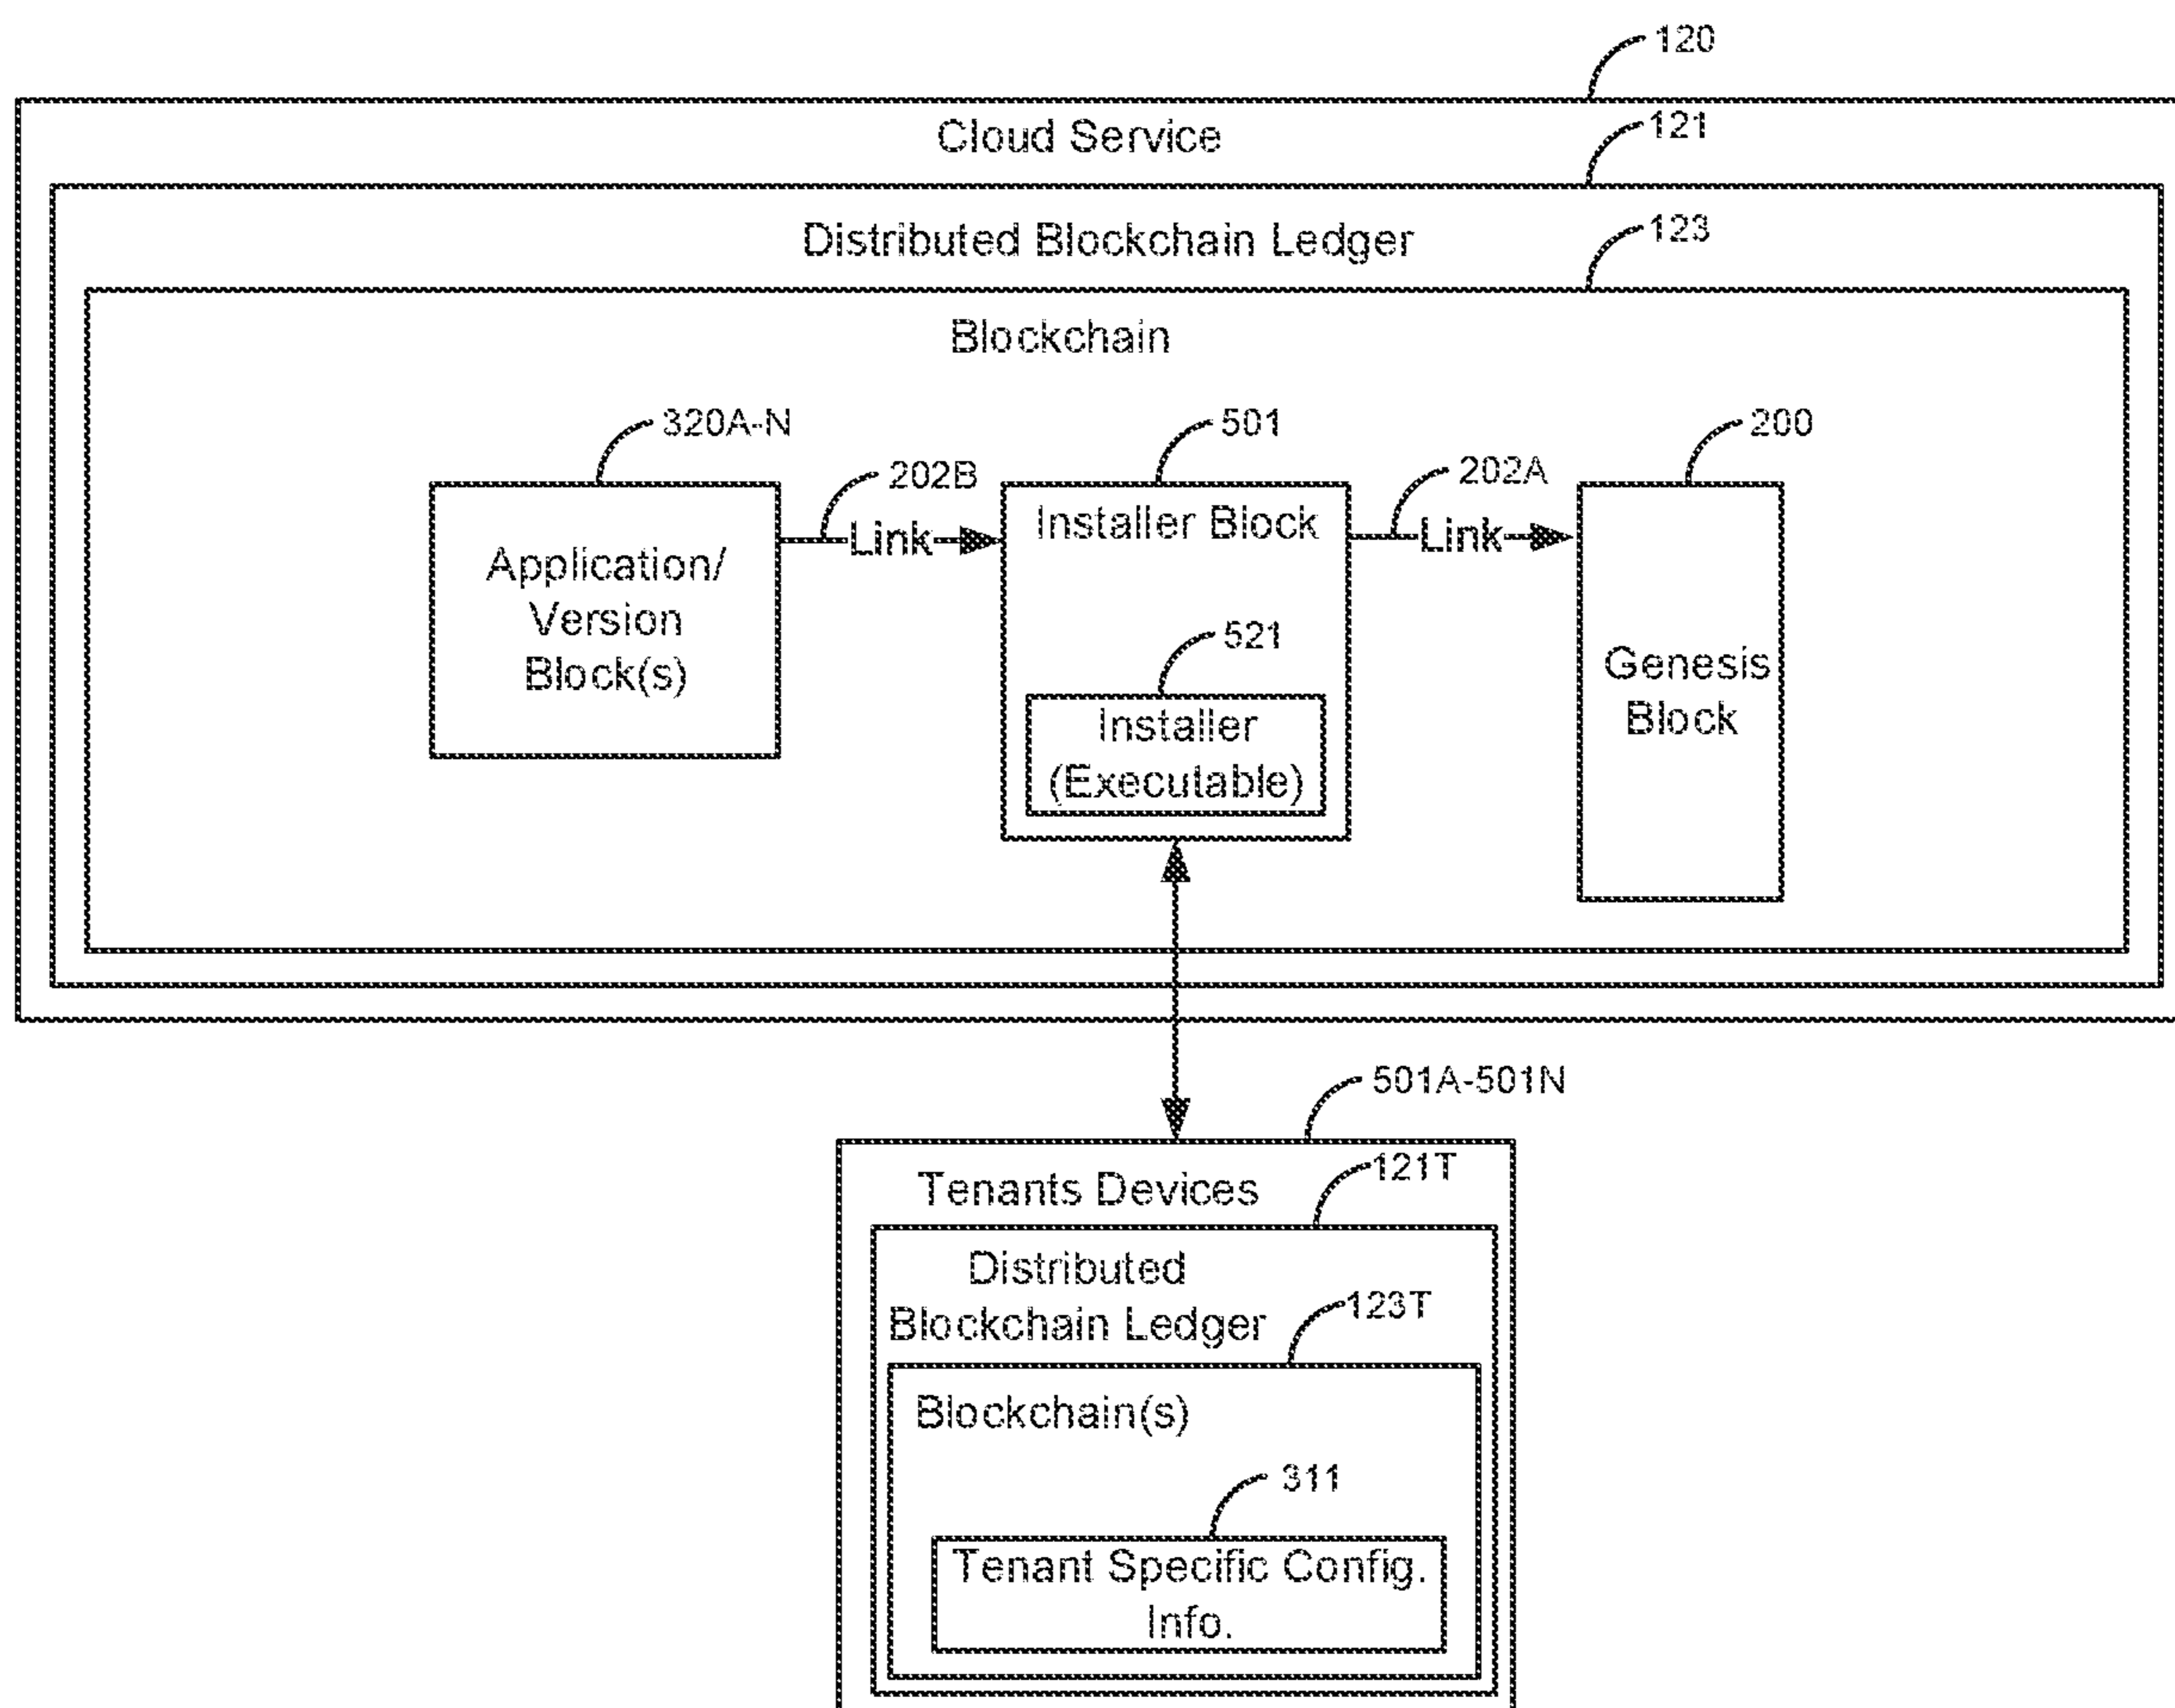 120
Cloud Service
121
Distributed Blockchain Ledger
123
Blockchain
320A-N
501
200
202B
202A
Link
Installer Block
Link
Application/
Version
Block(s)
521
Installer
(Executable)
Genesis
Block
501A-501N
Tenants Devices
121T
Distributed
Blockchain Ledger
123T
Blockchain(s)
311
Tenant Specific Config.
Info.